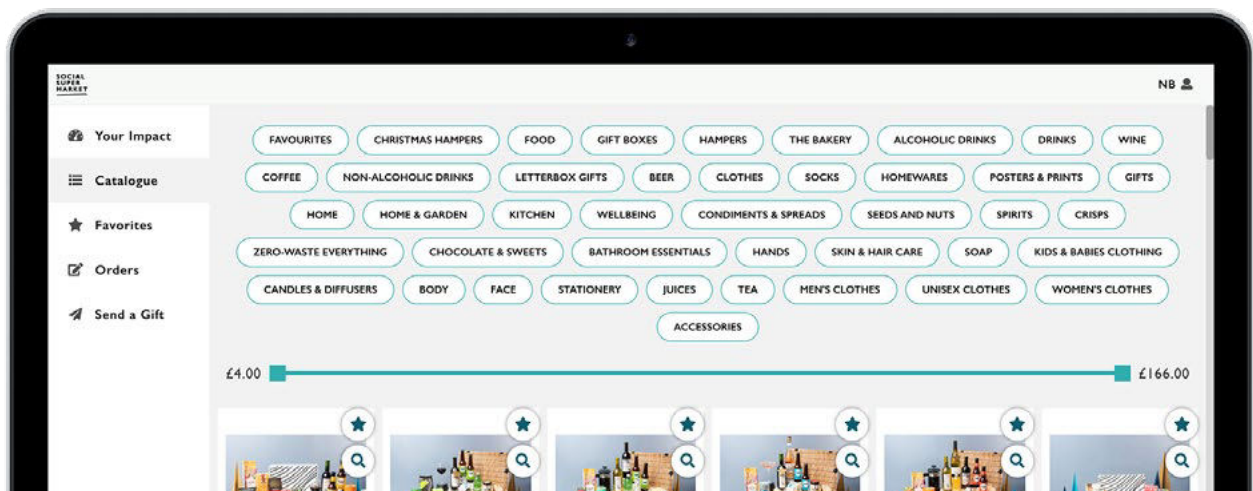 SOCIAL
SUPER
MARKET
NB
Your Impact
Catalogue
Favorites
Orders
Send a Gift
FAVOURITES CHRISTMAS HAMPERS FOOD GIFT BOXES HAMPERS THE BAKERY ALCOHOLIC DRINKS DRINKS WINE
COFFEE NON-ALCOHOLIC DRINKS LETTERBOX GIFTS BEER CLOTHES SOCKS HOMEWARES POSTERS & PRINTS GIFTS
HOME HOME & GARDEN KITCHEN WELLBEING CONDIMENTS & SPREADS SEEDS AND NUTS SPIRITS CRISPS
ZERO-WASTE EVERYTHING CHOCOLATE & SWEETS BATHROOM ESSENTIALS HANDS SKIN & HAIR CARE SOAP KIDS & BABIES CLOTHING
CANDLES & DIFFUSERS BODY FACE STATIONERY JUICES TEA MEN'S CLOTHES UNISEX CLOTHES WOMEN'S CLOTHES
ACCESSORIES
£4.00 £166.00